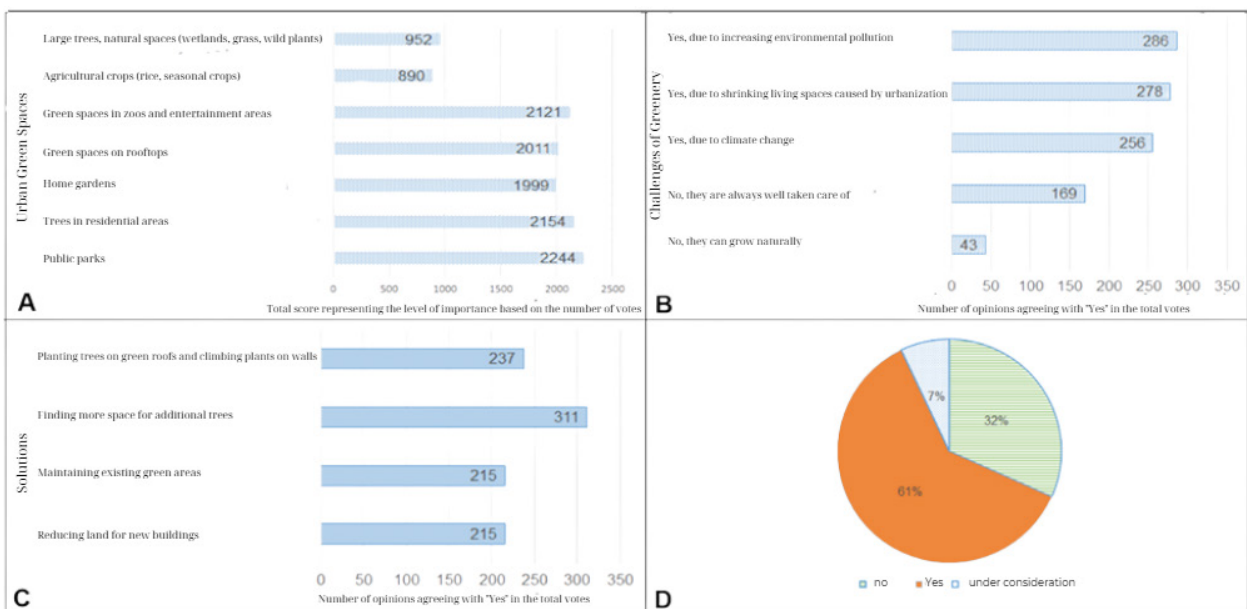 Urban Green Spaces
Large trees, natural spaces (wetlands, grass, wild plants)
952
Agricultural crops (rice, seasonal crops)
890
Green spaces in zoos and entertainment areas
2121
Green spaces on rooftops
2011
Home gardens
1999
Trees in residential areas
2154
Public parks
2244
0 500 1000 1500 2000 2500
Total score representing the level of importance based on the number of votes
A
Challenges of Greenery
Yes, due to increasing environmental pollution
286
Yes, due to shrinking living spaces caused by urbanization
278
Yes, due to climate change
256
No, they are always well taken care of
169
No, they can grow naturally
43
0 50 100 150 200 250 300 350
Number of opinions agreeing with "Yes" in the total votes
B
Solutions
Planting trees on green roofs and climbing plants on walls
237
Finding more space for additional trees
311
Maintaining existing green areas
215
Reducing land for new buildings
215
0 50 100 150 200 250 300 350
Number of opinions agreeing with "Yes" in the total votes
C
7%
32%
61%
no Yes under consideration
D